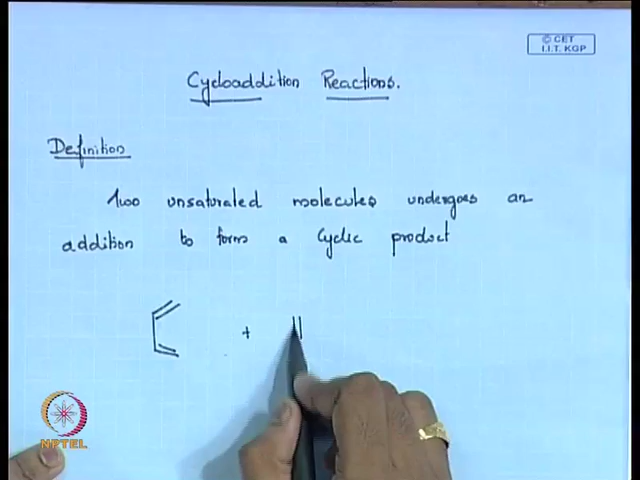 © CET
I.I.T. KGP
Cycloaddition Reactions.
Definition
Two unsaturated molecules undergoes an
addition to form a cyclic product
+
NPTEL